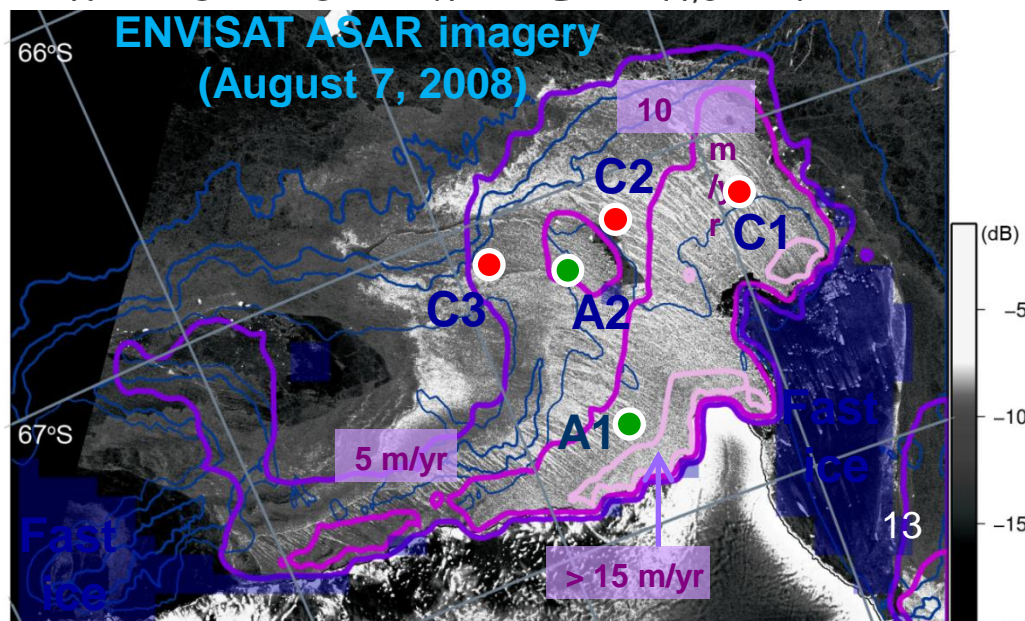 ENVISAT ASAR imagery
(August 7, 2008)
66°S
10
m
/y
r
C2
C1
(dB)
C3
A2
-5
67°S
A1
Fast
ice
5 m/yr
-10
Fast
ice
13
-15
> 15 m/yr